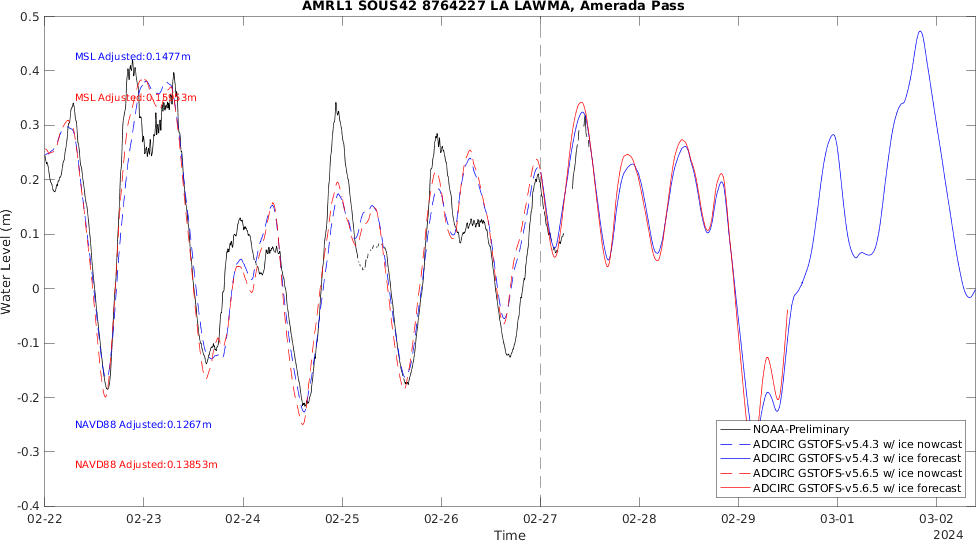 AMRL1 SOUS42 8764227 LA LAWMA, Amerada Pass
0.5
0.4
0.3
0.2
0.1
0
-0.1
-0.2
-0.3
-0.4
Water Level (m)
MSL Adjusted:0.1477m
MSL Adjusted:
NAVD88 Adjusted:0.1267m
NAVD88 Adjusted:0.13853m
NOAA-Preliminary
ADCIRC GSTOFS-v5.4.3 w/ ice nowcast
ADCIRC GSTOFS-v5.4.3 w/ ice forecast
ADCIRC GSTOFS-v5.6.5 w/ ice nowcast
ADCIRC GSTOFS-v5.6.5 w/ ice forecast
02-22 02-23 02-24 02-25 02-26 02-27 02-28 02-29 03-01 03-02
2024
Time